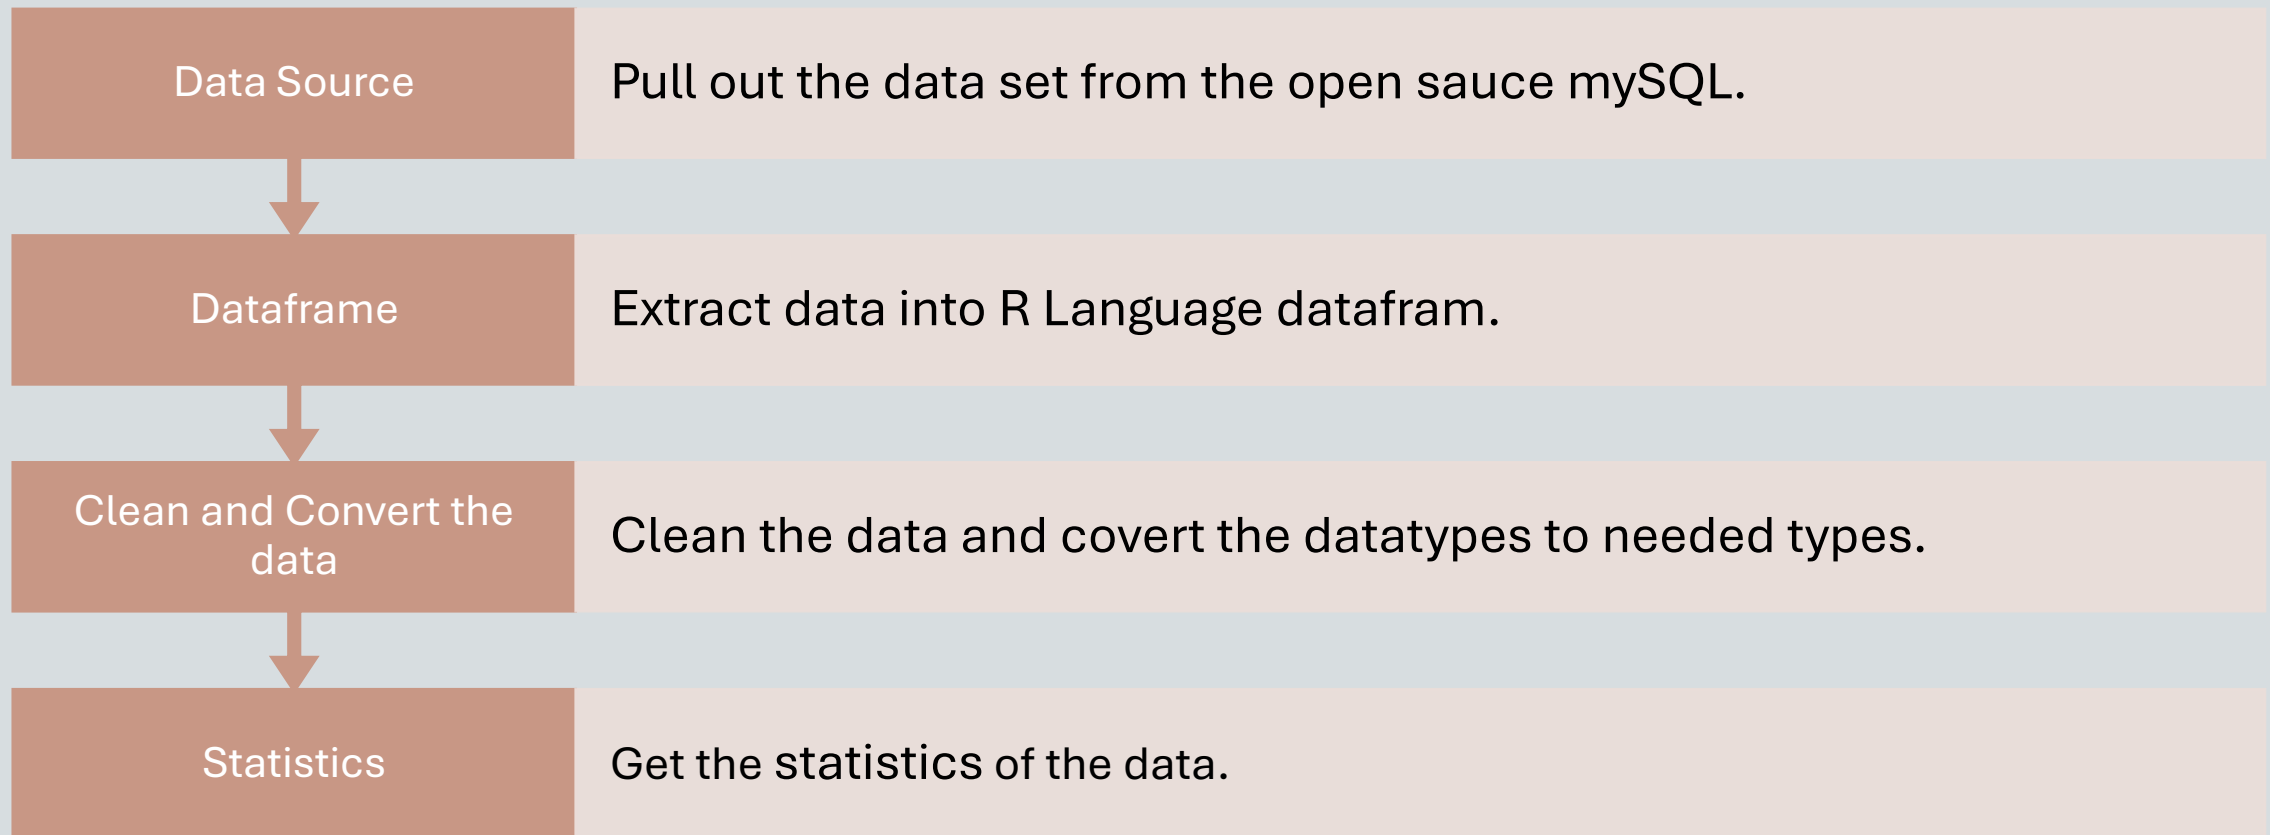 Data Source
Pull out the data set from the open sauce mySQL.
Dataframe
Extract data into R Language datafram.
Clean and Convert the
data
Clean the data and covert the datatypes to needed types.
Statistics
Get the statistics of the data.